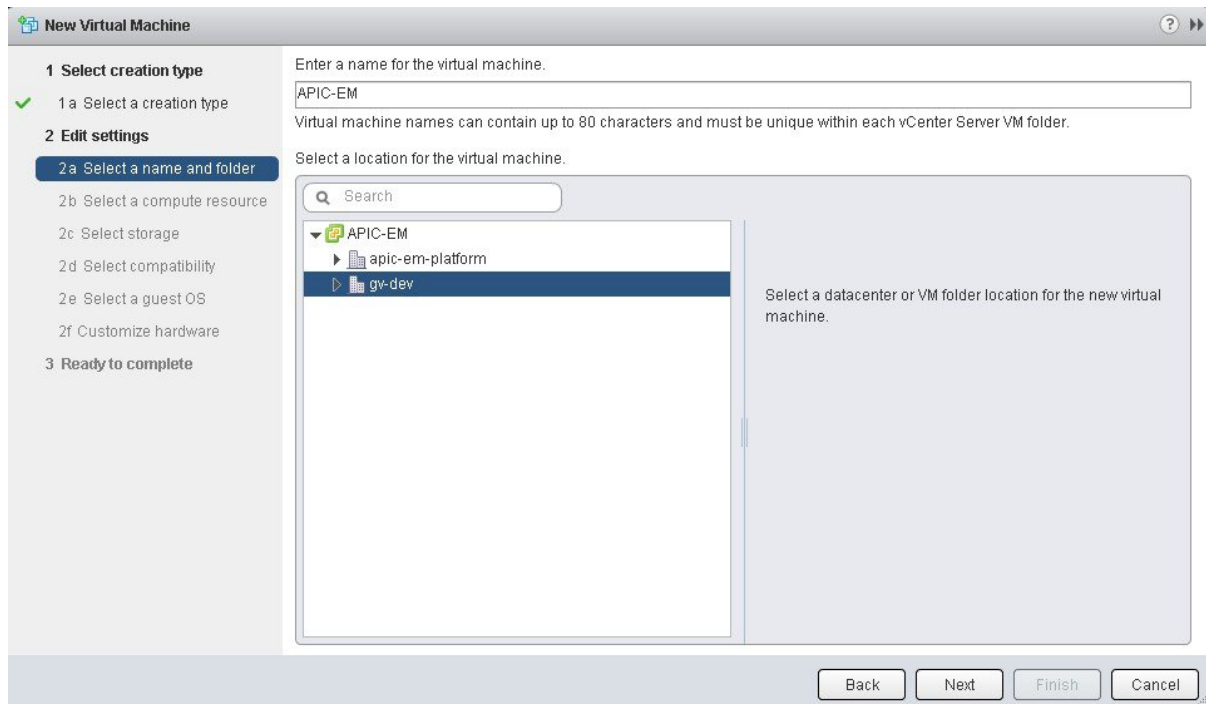 New Virtual Machine
?
1 Select creation type
1a Select a creation type
2 Edit settings
2a Select a name and folder
2b Select a compute resource
2c Select storage
2d Select compatibility
2e Select a guest OS
2f Customize hardware
3 Ready to complete
Enter a name for the virtual machine.
APIC-EM
Virtual machine names can contain up to 80 characters and must be unique within each vCenter Server VM folder.
Select a location for the virtual machine.
Search
APIC-EM
apic-em-platform
gv-dev
Select a datacenter or VM folder location for the new virtual
machine.
Back
Next
Finish
Cancel